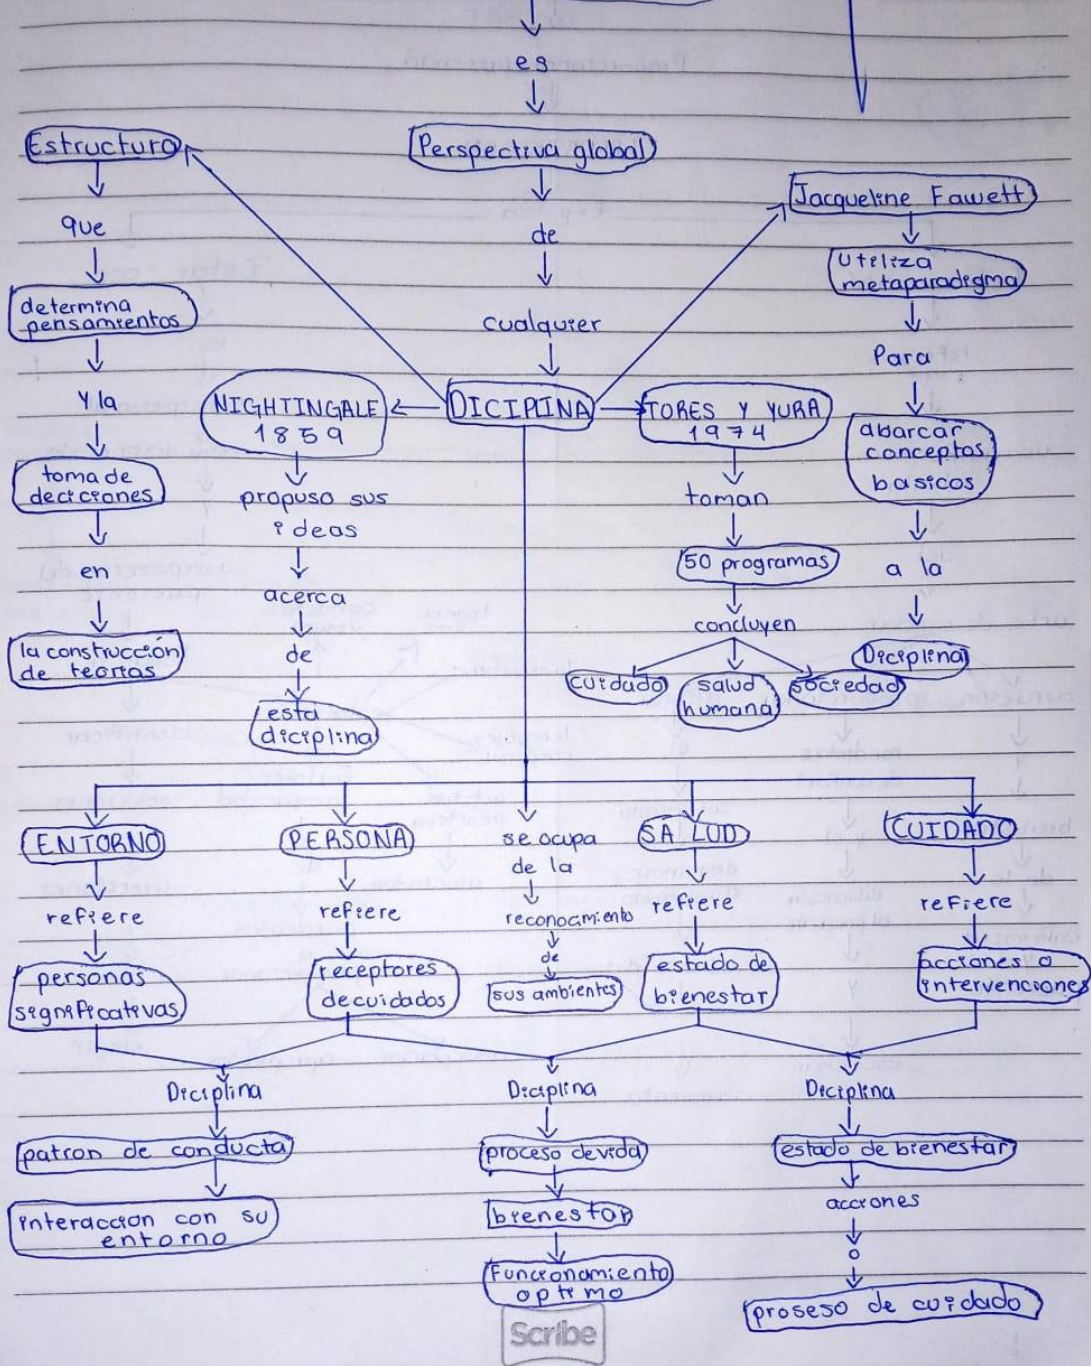 es
Estructura
Perspectiva global
Jacqueline Fawett
que
de
Utiliza
metaparadigma
determina
pensamientos
cualquier
Para
y la
NIGHTINGALE
1859
DICIPLINA
TORES Y YURA
1974
abarcar
conceptos
basicos
toma de
deciciones
propuso sus
ideas
toman
en
acerca
50 programas
a la
la construcción
de teorias
de
concluyen
Diciplina
cuidado
salud
humana
sociedad
esta
diciplina
ENTORNO
PERSONA
se ocupa
de la
SALUD
CUIDADO
refiere
refiere
reconocamiento
refiere
refiere
personas
significativas
receptores
de cuidados
de
sus ambientes
estado de
bienestar
acciones o
intervenciones
Diciplina
Diciplina
Diciplina
patron de conducta
proceso de vida
estado de bienestar
interaccion con su
entorno
bienestar
acciones
Funcionamiento
optimo
o
proseso de cuidado
Scribe